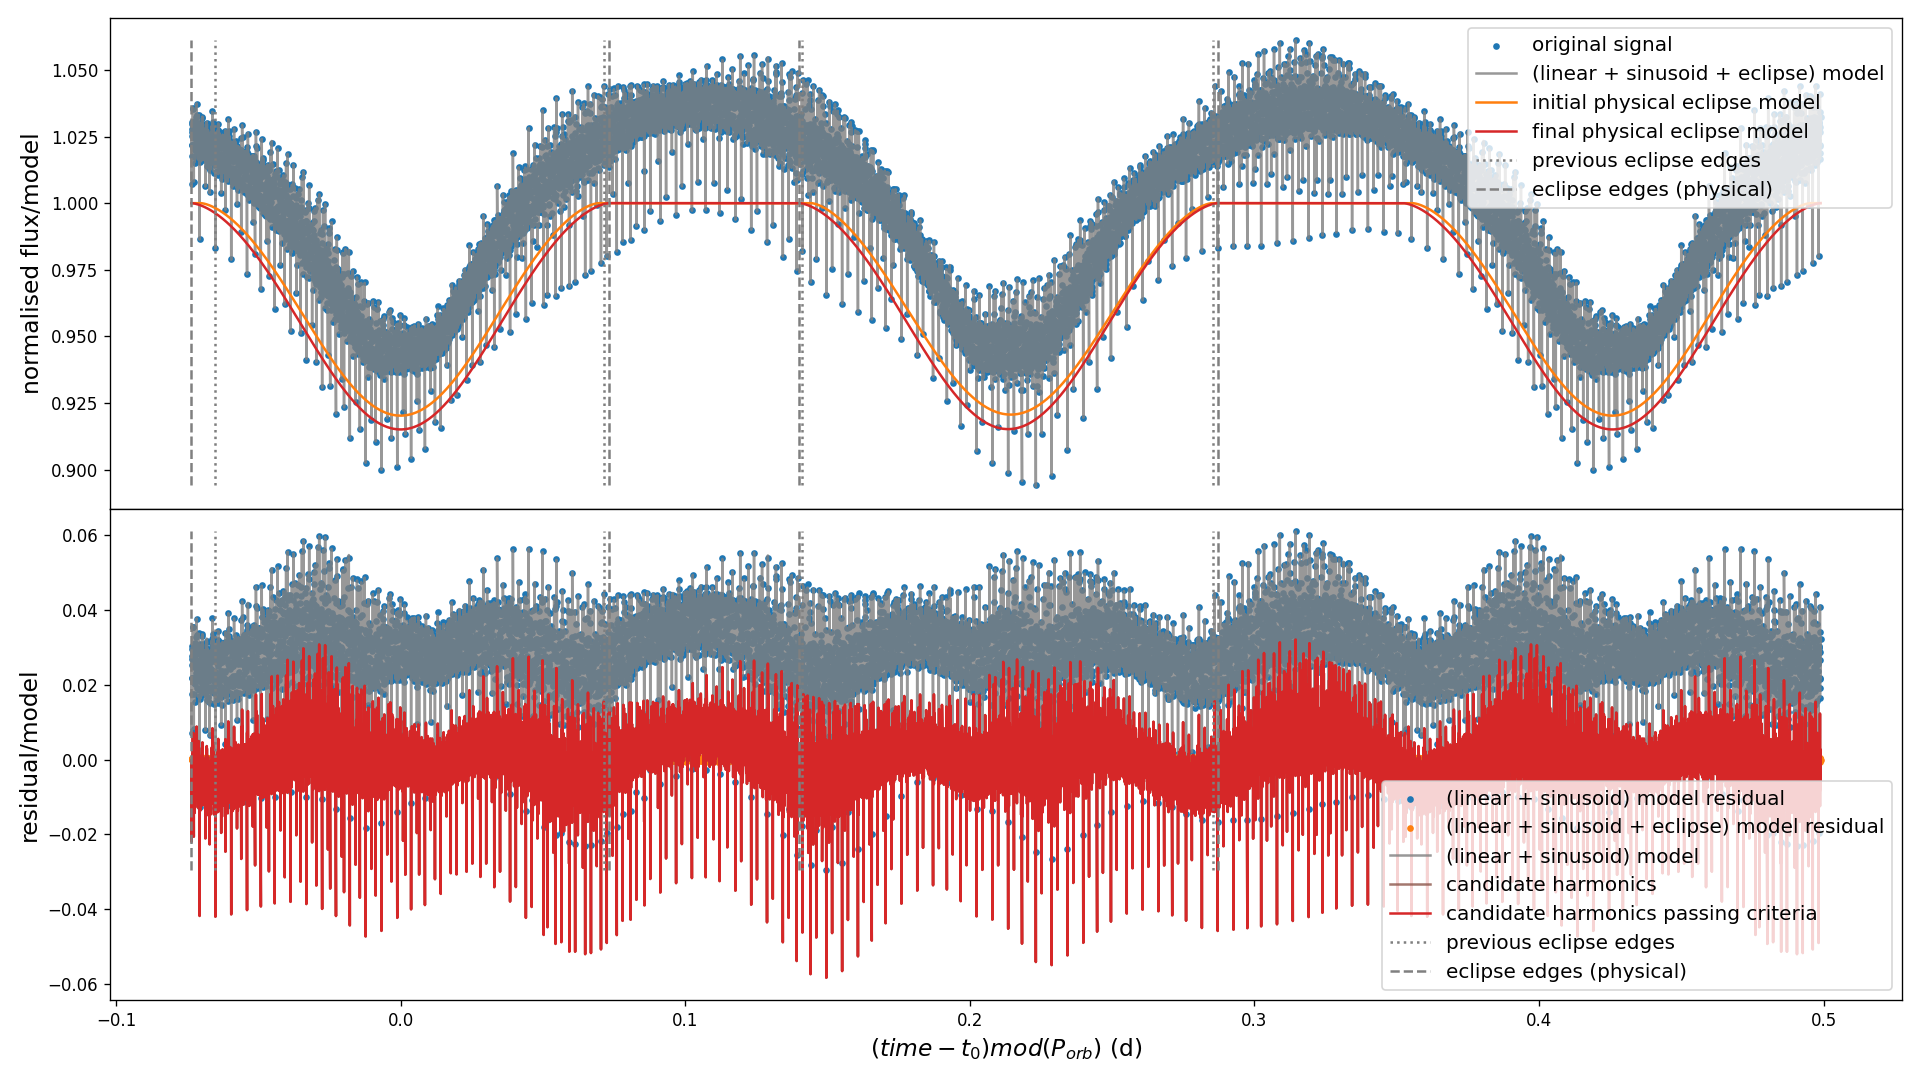 1.050
1.025
1.000
0.975
0.950
0.925
0.900
normalised flux/model
original signal
(linear + sinusoid + eclipse) model
initial physical eclipse model
final physical eclipse model
previous eclipse edges
eclipse edges (physical)
0.06
0.04
0.02
0.00
−0.02
−0.04
−0.06
residual/model
(linear + sinusoid) model residual
(linear + sinusoid + eclipse) model residual
(linear + sinusoid) model
candidate harmonics
candidate harmonics passing criteria
previous eclipse edges
eclipse edges (physical)
−0.1 0.0 0.1 0.2 0.3 0.4 0.5
(time − t₀)mod(P_orb) (d)